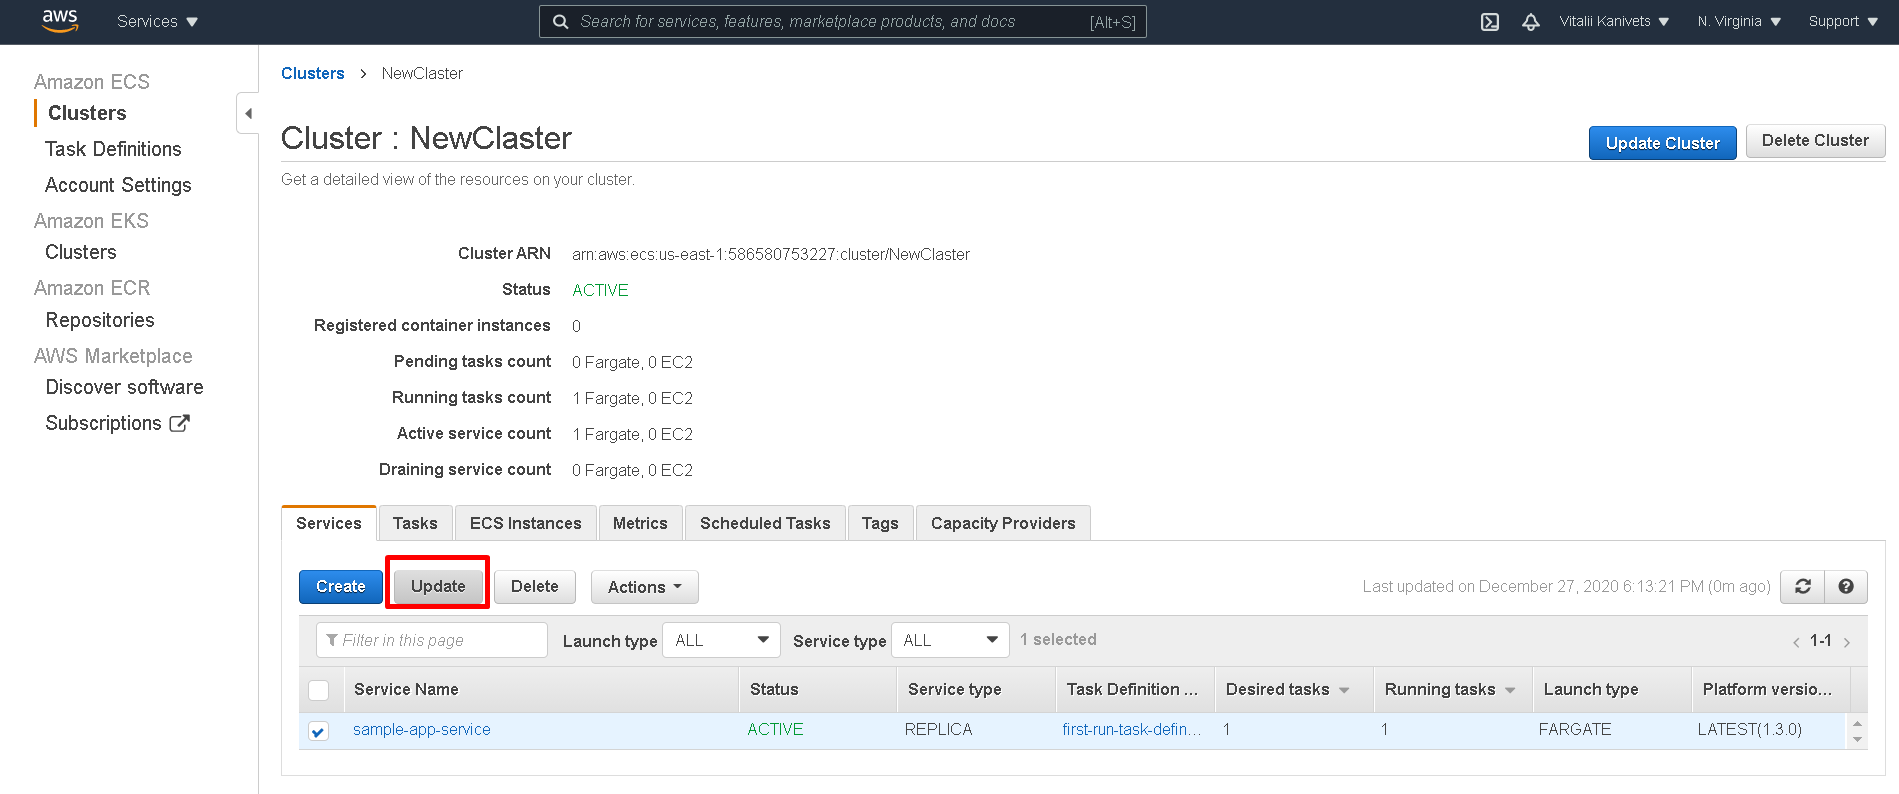 aws Services Search for services, features, marketplace products, and docs [Alt+S] Vitalii Kanivets N. Virginia Support
Amazon ECS
Clusters
Task Definitions
Account Settings
Amazon EKS
Clusters
Amazon ECR
Repositories
AWS Marketplace
Discover software
Subscriptions
Clusters > NewClaster
Cluster : NewClaster
Update Cluster Delete Cluster
Get a detailed view of the resources on your cluster.
Cluster ARN arn:aws:ecs:us-east-1:586580753227:cluster/NewClaster
Status ACTIVE
Registered container instances 0
Pending tasks count 0 Fargate, 0 EC2
Running tasks count 1 Fargate, 0 EC2
Active service count 1 Fargate, 0 EC2
Draining service count 0 Fargate, 0 EC2
Services Tasks ECS Instances Metrics Scheduled Tasks Tags Capacity Providers
Create Update Delete Actions Last updated on December 27, 2020 6:13:21 PM (0m ago)
Filter in this page Launch type ALL Service type ALL 1 selected < 1-1 >
Service Name Status Service type Task Definition ... Desired tasks Running tasks Launch type Platform versio...
sample-app-service ACTIVE REPLICA first-run-task-defin... 1 1 FARGATE LATEST(1.3.0)